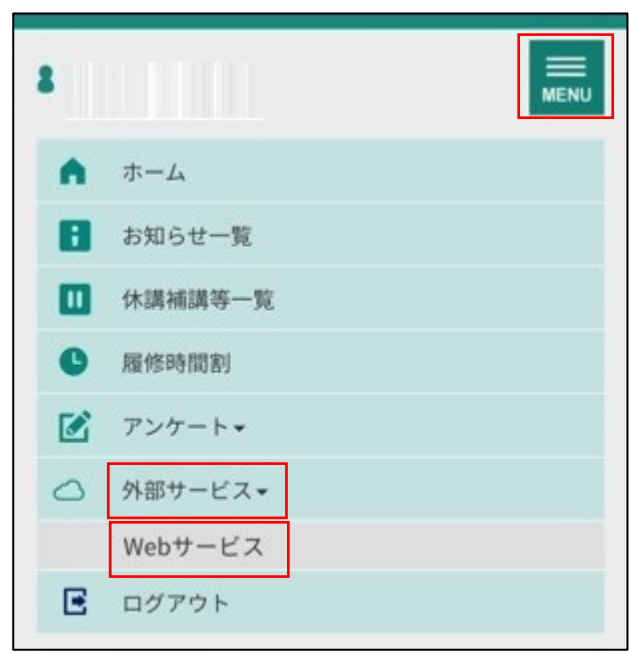 MENU
ホーム
お知らせ一覧
休講補講等一覧
履修時間割
アンケート
外部サービス
Webサービス
ログアウト